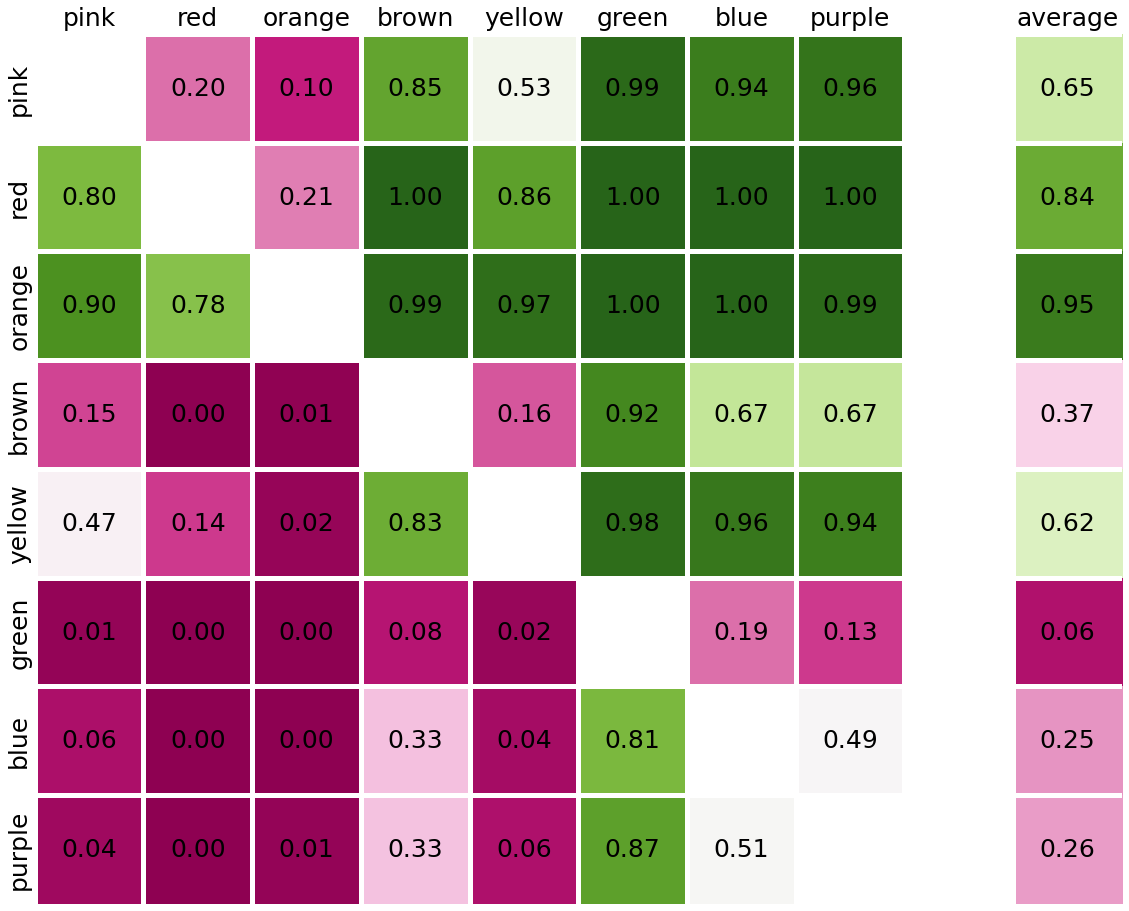 pink red orange brown yellow green blue purple average
pink 0.20 0.10 0.85 0.53 0.99 0.94 0.96 0.65
red 0.80 0.21 1.00 0.86 1.00 1.00 1.00 0.84
orange 0.90 0.78 0.99 0.97 1.00 1.00 0.99 0.95
brown 0.15 0.00 0.01 0.16 0.92 0.67 0.67 0.37
yellow 0.47 0.14 0.02 0.83 0.98 0.96 0.94 0.62
green 0.01 0.00 0.00 0.08 0.02 0.19 0.13 0.06
blue 0.06 0.00 0.00 0.33 0.04 0.81 0.49 0.25
purple 0.04 0.00 0.01 0.33 0.06 0.87 0.51 0.26